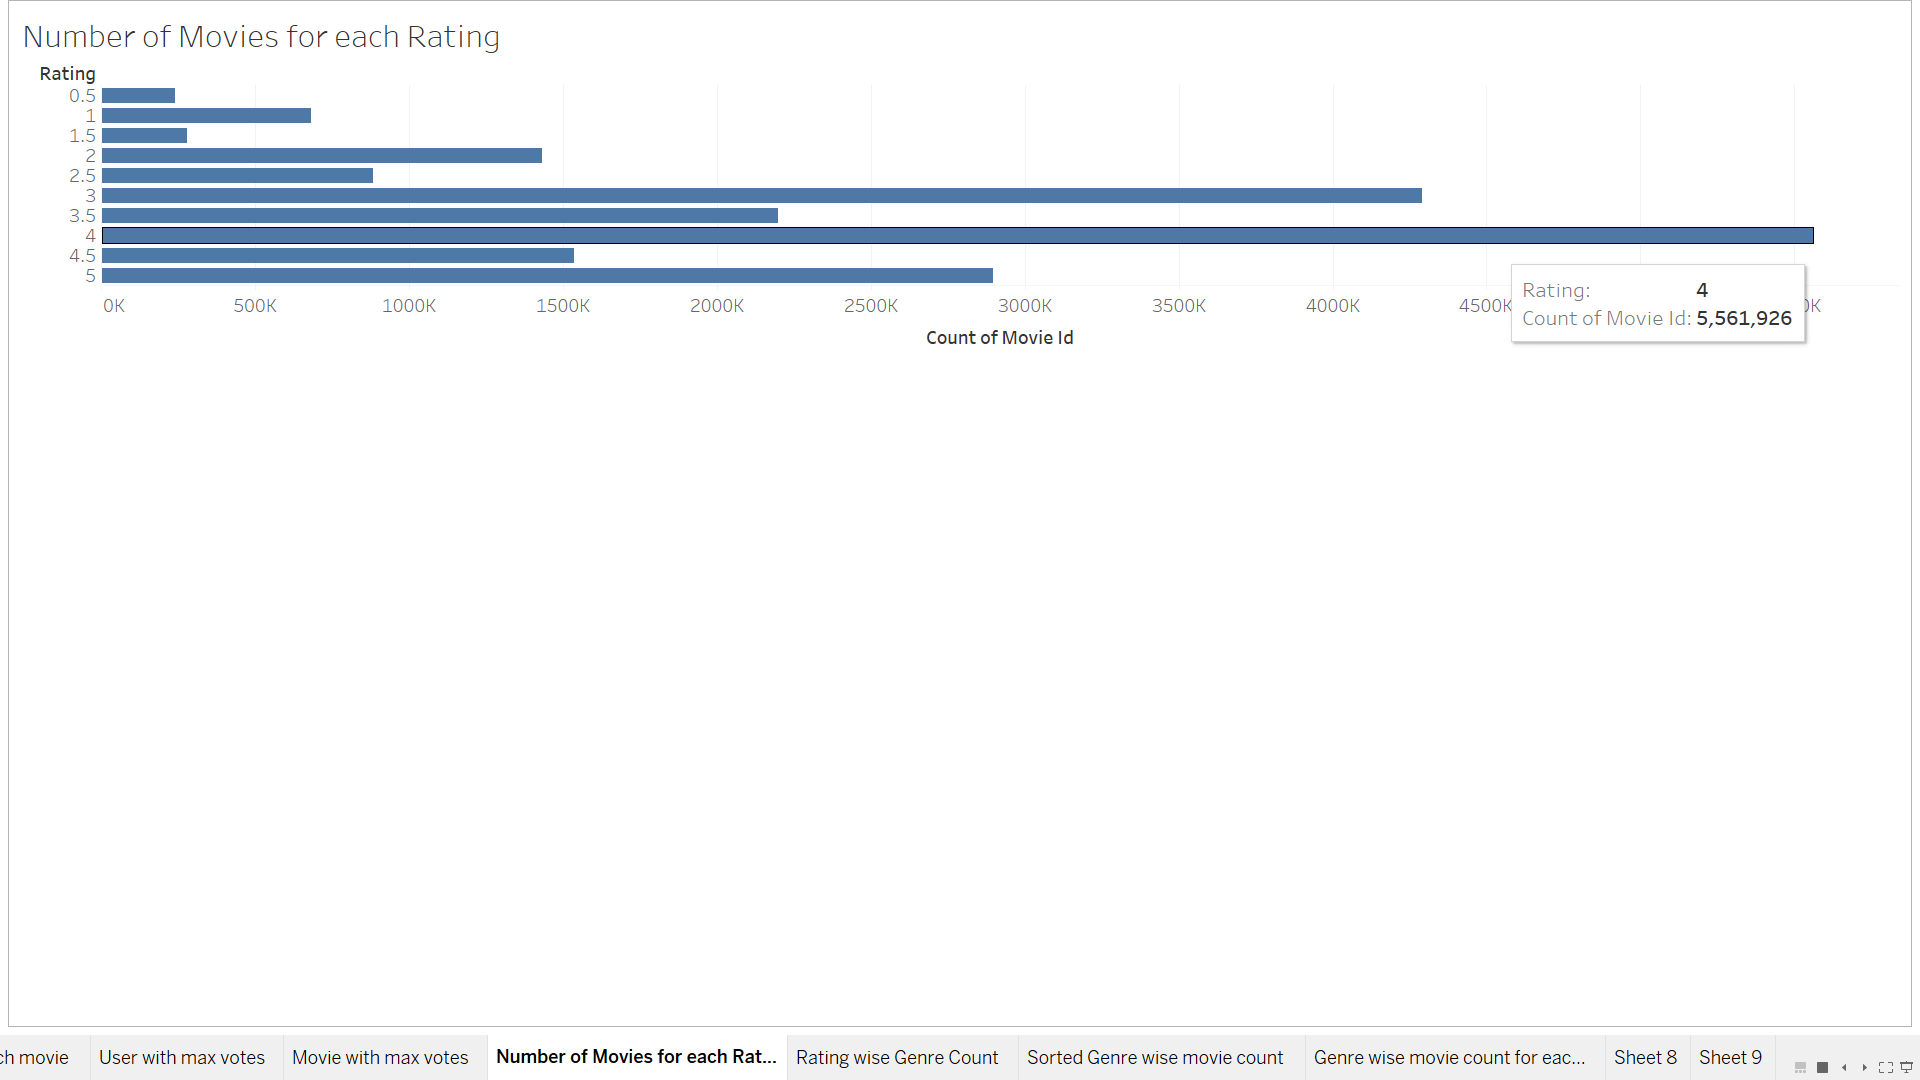 Number of Movies for each Rating
Rating
0.5
1
1.5
2
2.5
3
3.5
4
4.5
5
0K 500K 1000K 1500K 2000K 2500K 3000K 3500K 4000K 4500K 0K
Count of Movie Id
Rating: 4
Count of Movie Id: 5,561,926
ch movie User with max votes Movie with max votes Number of Movies for each Rat... Rating wise Genre Count Sorted Genre wise movie count Genre wise movie count for eac... Sheet 8 Sheet 9